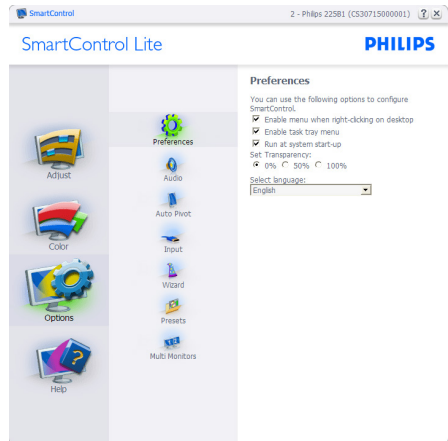 SmartControl
2 - Philips 225B1 (CS30715000001)
SmartControl Lite
PHILIPS
Preferences
You can use the following options to configure
SmartControl.
Enable menu when right-clicking on desktop
Enable task tray menu
Run at system start-up
Set Transparency:
0% 50% 100%
Select language:
English
Adjust
Color
Options
Help
Preferences
Audio
Auto Pivot
Input
Wizard
Presets
Multi Monitors